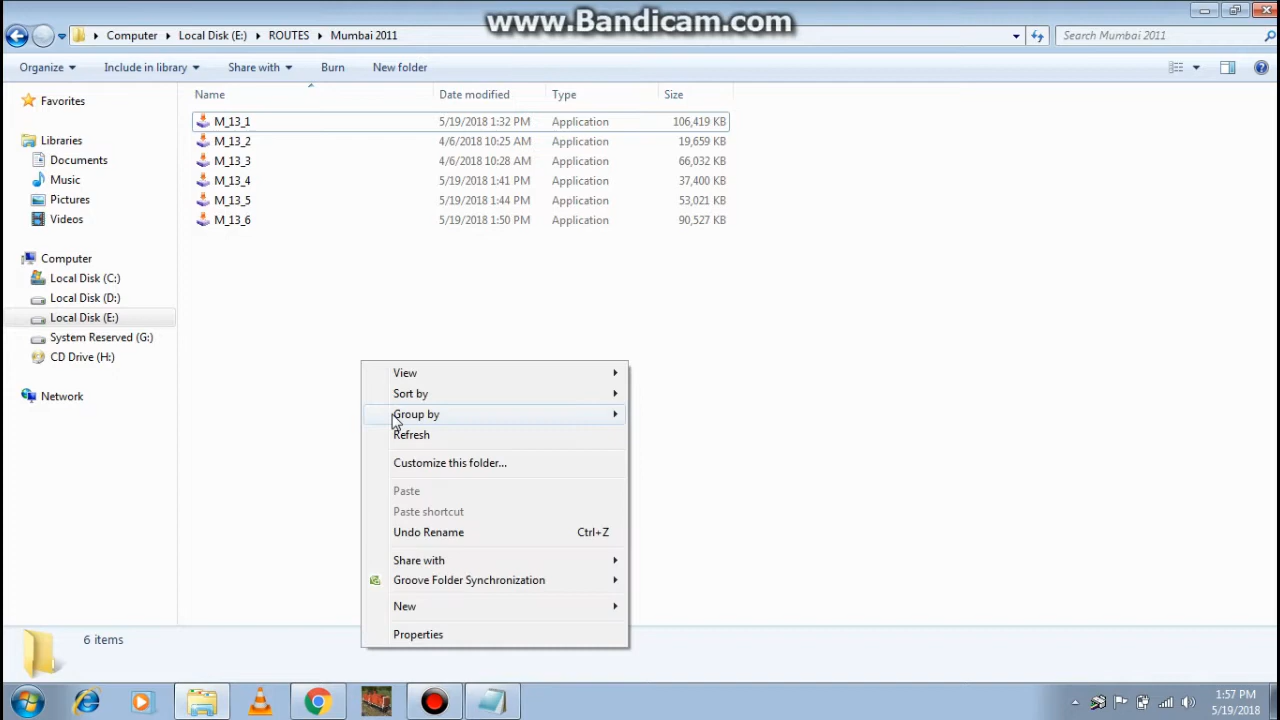 www.Bandicam.com
Computer Local Disk (E:) ROUTES Mumbai 2011
Search Mumbai 2011
Organize Include in library Share with Burn New folder
Favorites
Libraries
Documents
Music
Pictures
Videos
Computer
Local Disk (C:)
Local Disk (D:)
Local Disk (E:)
System Reserved (G:)
CD Drive (H:)
Network
Name Date modified Type Size
M_13_1 5/19/2018 1:32 PM Application 106,419 KB
M_13_2 4/6/2018 10:25 AM Application 19,659 KB
M_13_3 4/6/2018 10:28 AM Application 66,032 KB
M_13_4 5/19/2018 1:41 PM Application 37,400 KB
M_13_5 5/19/2018 1:44 PM Application 53,021 KB
M_13_6 5/19/2018 1:50 PM Application 90,527 KB
View
Sort by
Group by
Refresh
Customize this folder...
Paste
Paste shortcut
Undo Rename Ctrl+Z
Share with
Groove Folder Synchronization
New
Properties
6 items
1:57 PM
5/19/2018